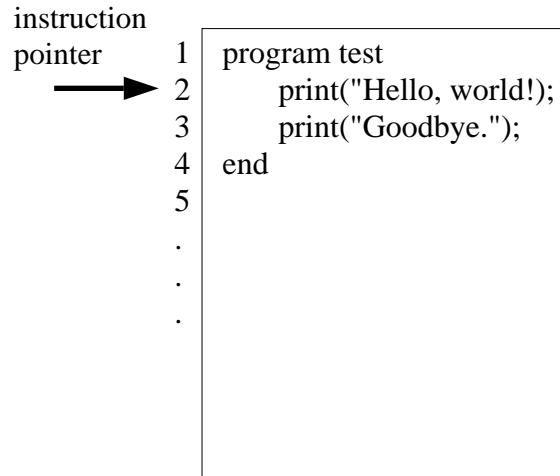 instruction
pointer
1 program test
2 print("Hello, world!);
3 print("Goodbye.");
4 end
5
.
.
.